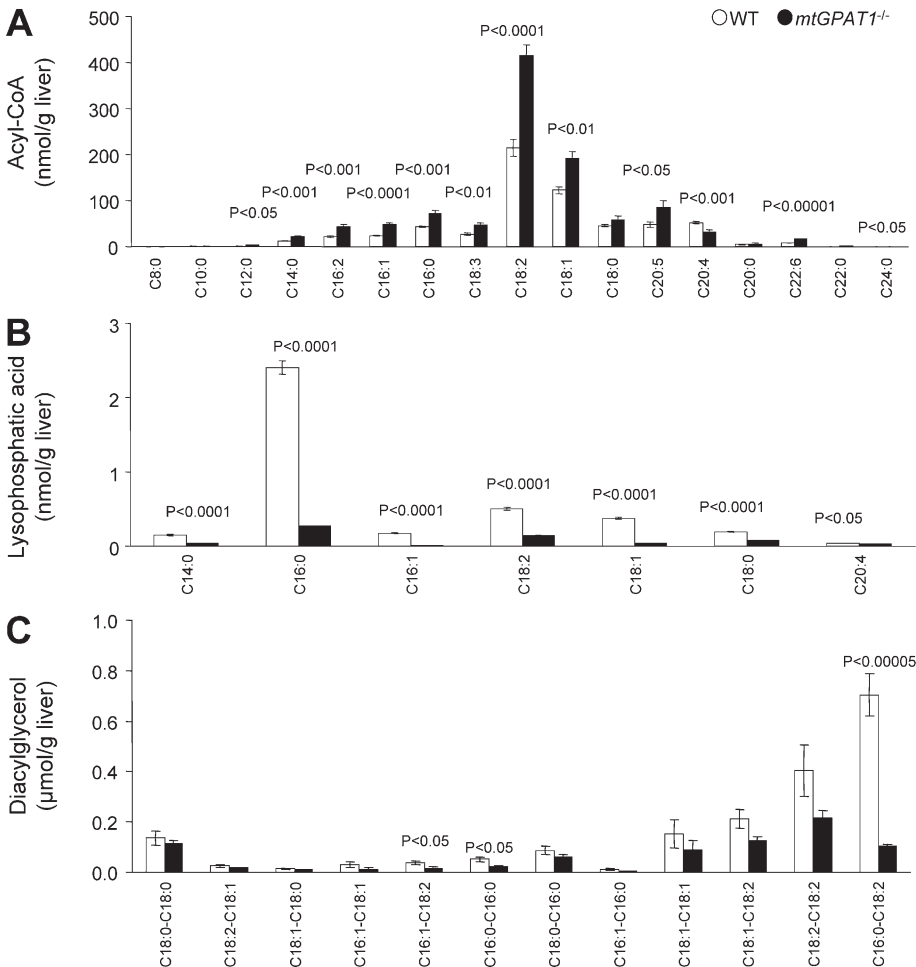 A
WT mtGPAT1-/-
Acyl-CoA
(nmol/g liver)
500
400
300
200
100
0
P<0.05
P<0.001
P<0.001
P<0.0001
P<0.001
P<0.01
P<0.0001
P<0.01
P<0.05
P<0.001
P<0.00001
P<0.05
C8:0
C10:0
C12:0
C14:0
C16:2
C16:1
C16:0
C18:3
C18:2
C18:1
C18:0
C20:5
C20:4
C20:0
C22:6
C22:0
C24:0
B
Lysophosphatic acid
(nmol/g liver)
3
2
1
0
P<0.0001
P<0.0001
P<0.0001
P<0.0001
P<0.0001
P<0.0001
P<0.05
C14:0
C16:0
C16:1
C18:2
C18:1
C18:0
C20:4
C
Diacylglycerol
(µmol/g liver)
1.0
0.8
0.6
0.4
0.2
0.0
P<0.05
P<0.05
P<0.00005
C18:0-C18:0
C18:2-C18:1
C18:1-C18:0
C16:1-C18:1
C16:1-C18:2
C16:0-C16:0
C18:0-C16:0
C16:1-C16:0
C18:1-C18:1
C18:1-C18:2
C18:2-C18:2
C16:0-C18:2